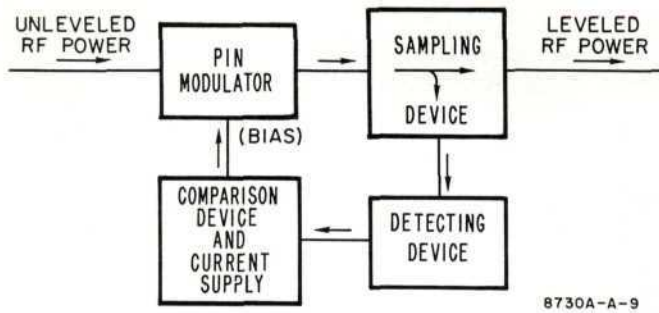 UNLEVELED
RF POWER
PIN
MODULATOR
SAMPLING
DEVICE
LEVELED
RF POWER
(BIAS)
COMPARISON
DEVICE
AND
CURRENT
SUPPLY
DETECTING
DEVICE
8730A-A-9